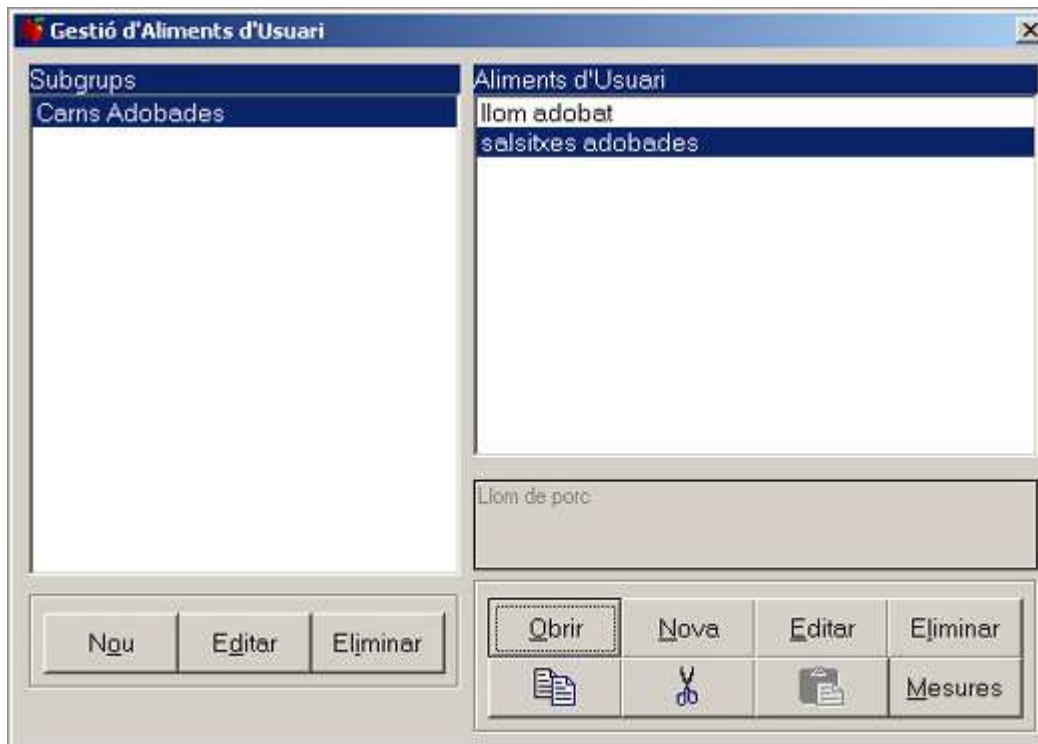 Gestió d'Aliments d'Usuari
Subgrups
Carns Adobades
Aliments d'Usuari
llom adobat
salsitxes adobades
Llom de porc
Nou Editar Eliminar
Obrir Nova Editar Eliminar
Mesures